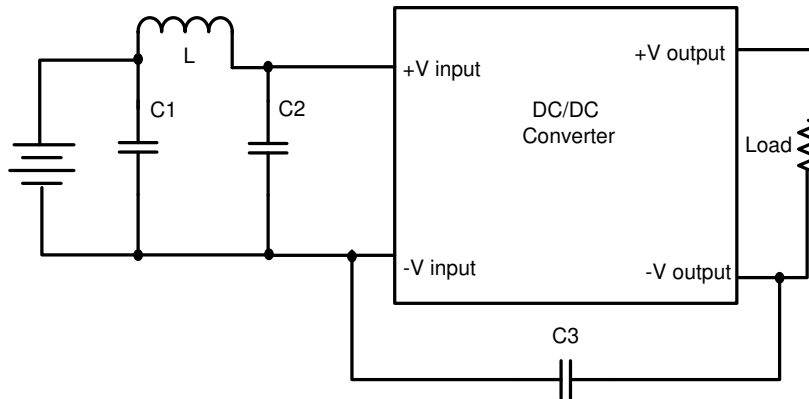 L
C1
C2
+V input
-V input
DC/DC
Converter
+V output
Load
-V output
C3